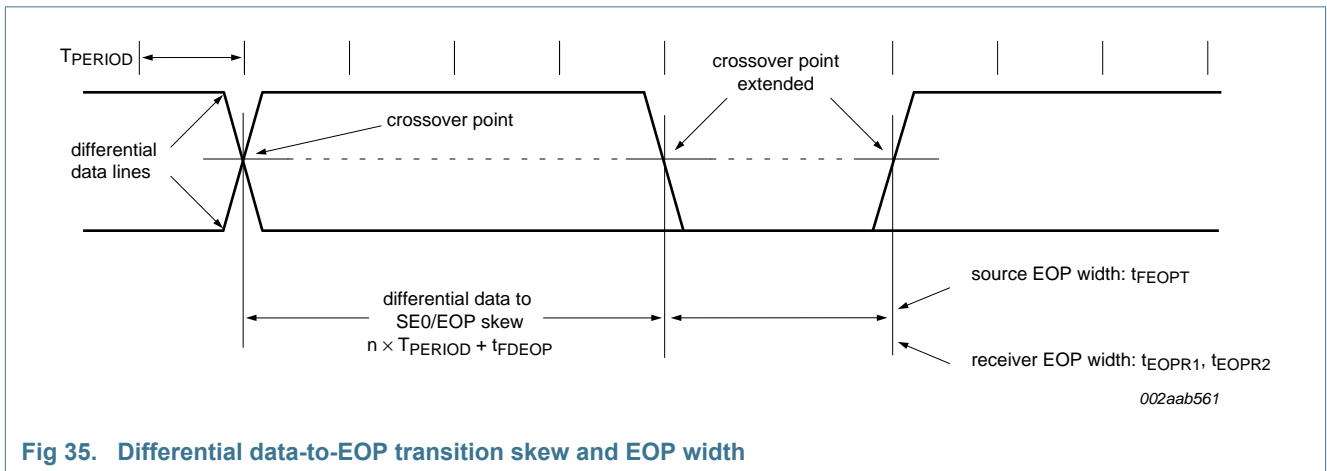 TPERIOD
crossover point
extended
crossover point
differential
data lines
source EOP width: tFEOPT
differential data to
SE0/EOP skew
n × TPERIOD + tFDEOP
receiver EOP width: tEOPR1, tEOPR2
002aab561
Fig 35. Differential data-to-EOP transition skew and EOP width